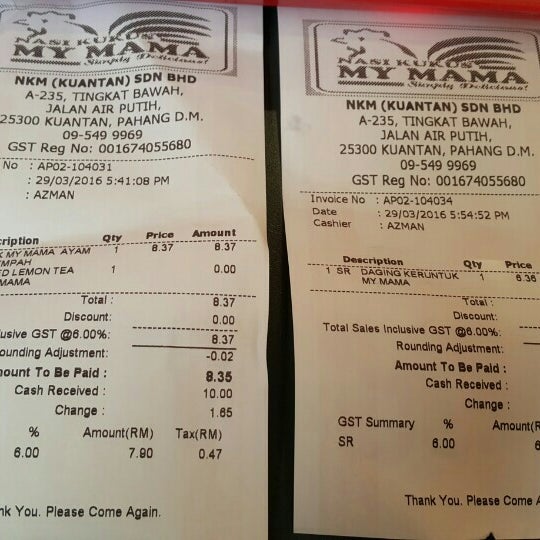 NASI KUKUS
MY MAMA
Simply Delicious!
NKM (KUANTAN) SDN BHD
A-235, TINGKAT BAWAH,
JALAN AIR PUTIH,
25300 KUANTAN, PAHANG D.M.
09-549 9969
GST Reg No: 001674055680
No : AP02-104031
: 29/03/2016 5:41:08 PM
: AZMAN
cription Qty Price Amount
K MY MAMA AYAM 1 8.37 8.37
EMPAH
ED LEMON TEA 1 0.00
MAMA
Total : 8.37
Discount: 0.00
lusive GST @6.00%: 8.37
ounding Adjustment: -0.02
mount To Be Paid : 8.35
Cash Received : 10.00
Change : 1.65
% Amount(RM) Tax(RM)
6.00 7.90 0.47
nk You. Please Come Again.
NASI KUKUS
MY MAMA
Simply Delicious!
NKM (KUANTAN) SDN BHD
A-235, TINGKAT BAWAH,
JALAN AIR PUTIH,
25300 KUANTAN, PAHANG D.M.
09-549 9969
GST Reg No: 001674055680
Invoice No : AP02-104034
Date : 29/03/2016 5:54:52 PM
Cashier : AZMAN
Description Qty Price
1 SR DAGING KERUNTUK 1 6.36
MY MAMA
Total :
Discount:
Total Sales Inclusive GST @6.00%:
Rounding Adjustment:
Amount To Be Paid :
Cash Received :
Change :
GST Summary % Amount(R
SR 6.00 6
Thank You. Please Come A